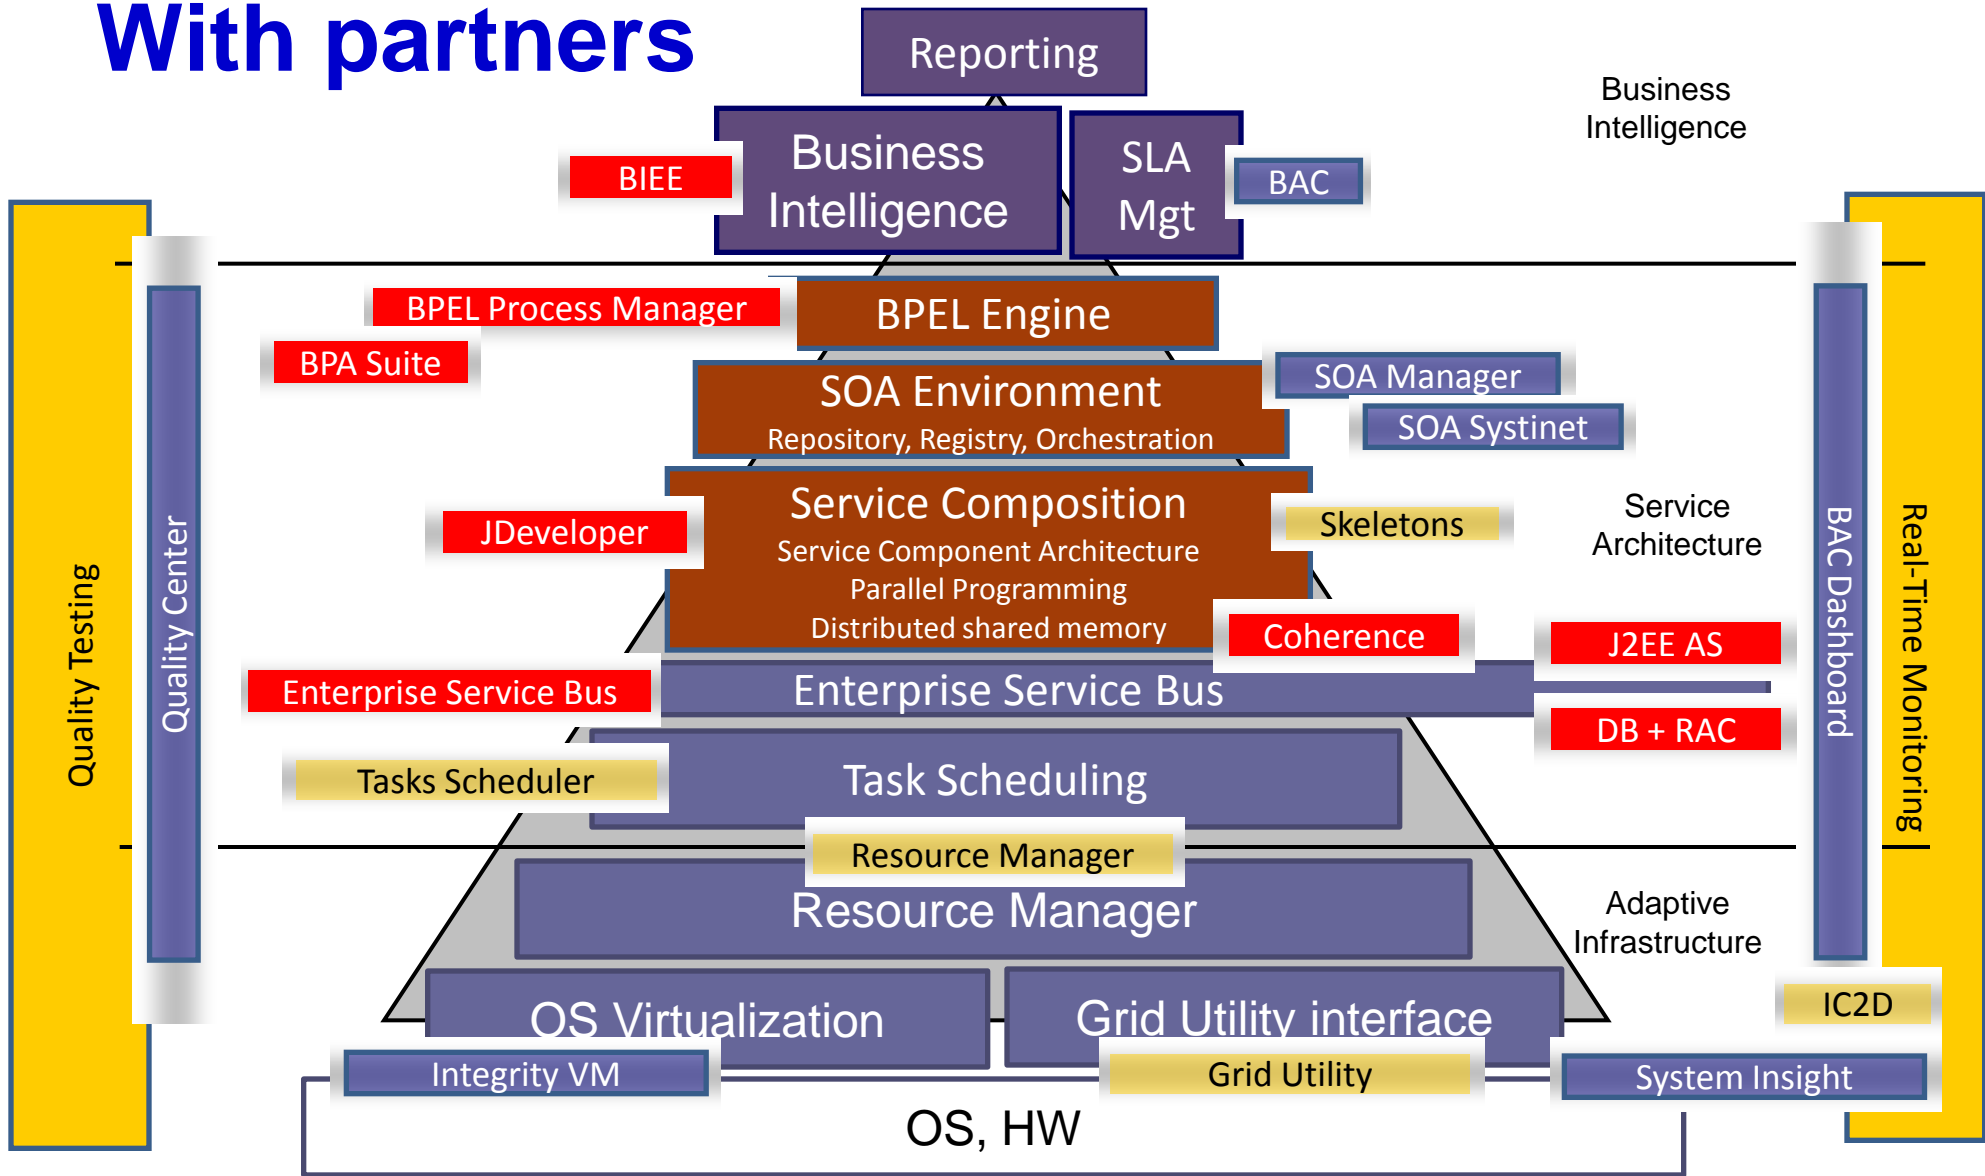 With partners
Reporting
Business
Intelligence
Business
Intelligence
SLA
Mgt
BIEE
BAC
BPEL Process Manager
BPEL Engine
BPA Suite
SOA Environment
Repository, Registry, Orchestration
SOA Manager
SOA Systinet
Service Composition
Service Component Architecture
Parallel Programming
Distributed shared memory
JDeveloper
Skeletons
Service
Architecture
Coherence
J2EE AS
Enterprise Service Bus
Enterprise Service Bus
DB + RAC
Tasks Scheduler
Task Scheduling
Resource Manager
Resource Manager
Adaptive
Infrastructure
OS Virtualization
Grid Utility interface
IC2D
Integrity VM
Grid Utility
System Insight
OS, HW
Quality Testing
Quality Center
BAC Dashboard
Real-Time Monitoring